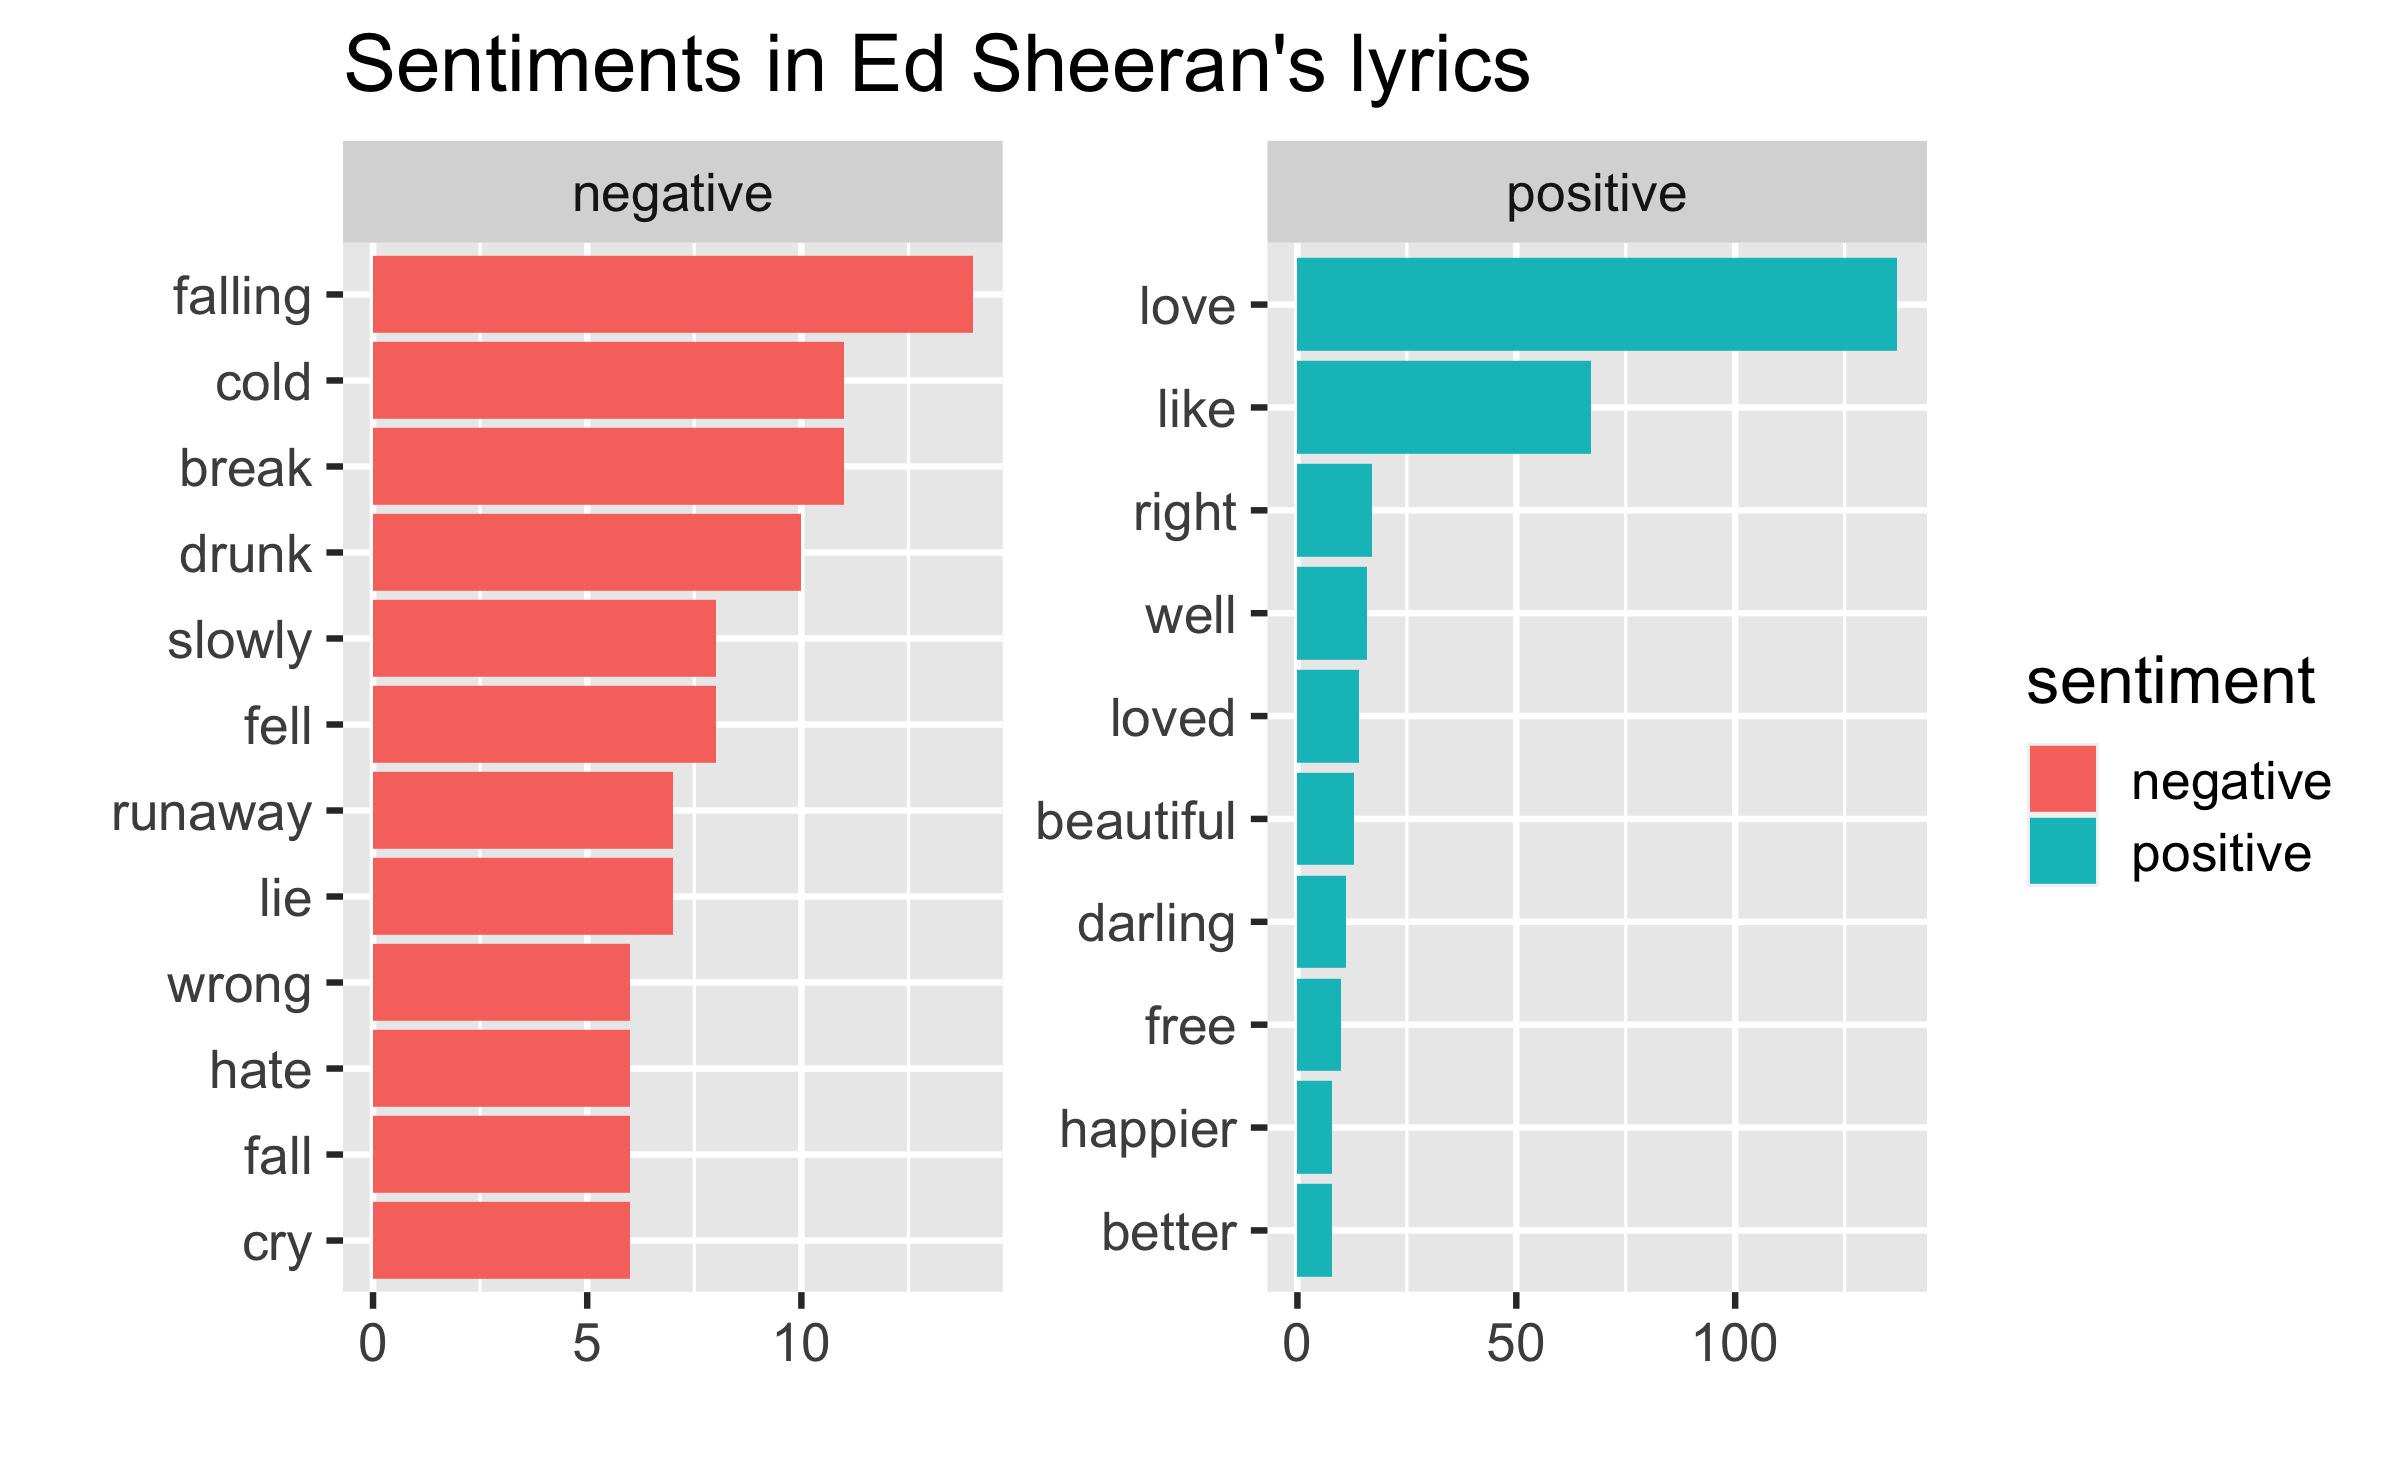 Sentiments in Ed Sheeran's lyrics
negative
falling
cold
break
drunk
slowly
fell
runaway
lie
wrong
hate
fall
cry
0 5 10
positive
love
like
right
well
loved
beautiful
darling
free
happier
better
0 50 100
sentiment
negative
positive